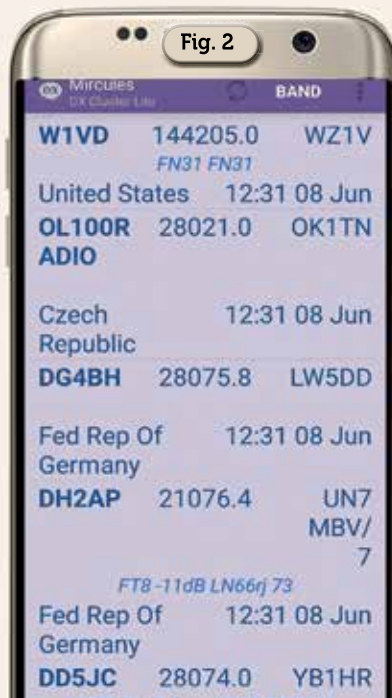 Fig. 2
DX Mircules
DX Cluster Lite
BAND
W1VD 144205.0 WZ1V
FN31 FN31
United States 12:31 08 Jun
OL100R 28021.0 OK1TN
ADIO
Czech 12:31 08 Jun
Republic
DG4BH 28075.8 LW5DD
Fed Rep Of 12:31 08 Jun
Germany
DH2AP 21076.4 UN7
MBV/
7
FT8 -11dB LN66rj 73
Fed Rep Of 12:31 08 Jun
Germany
DD5JC 28074.0 YB1HR